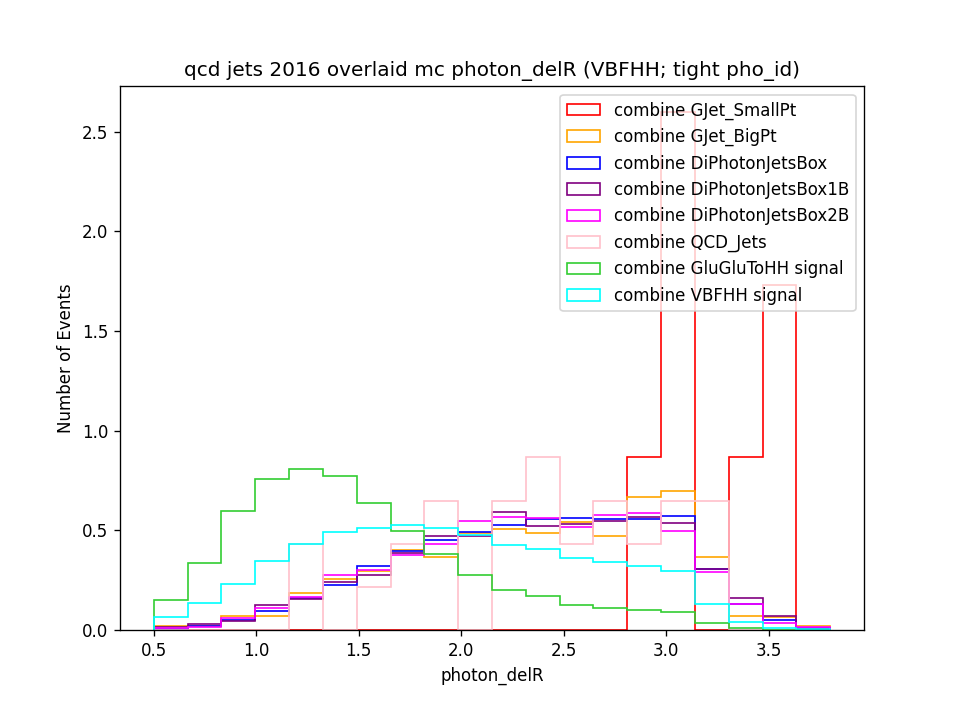 qcd jets 2016 overlaid mc photon_delR (VBFHH; tight pho_id)
combine GJet_SmallPt
combine GJet_BigPt
combine DiPhotonJetsBox
combine DiPhotonJetsBox1B
combine DiPhotonJetsBox2B
combine QCD_Jets
combine GluGluToHH signal
combine VBFHH signal
Number of Events
2.5
2.0
1.5
1.0
0.5
0.0
0.5 1.0 1.5 2.0 2.5 3.0 3.5
photon_delR